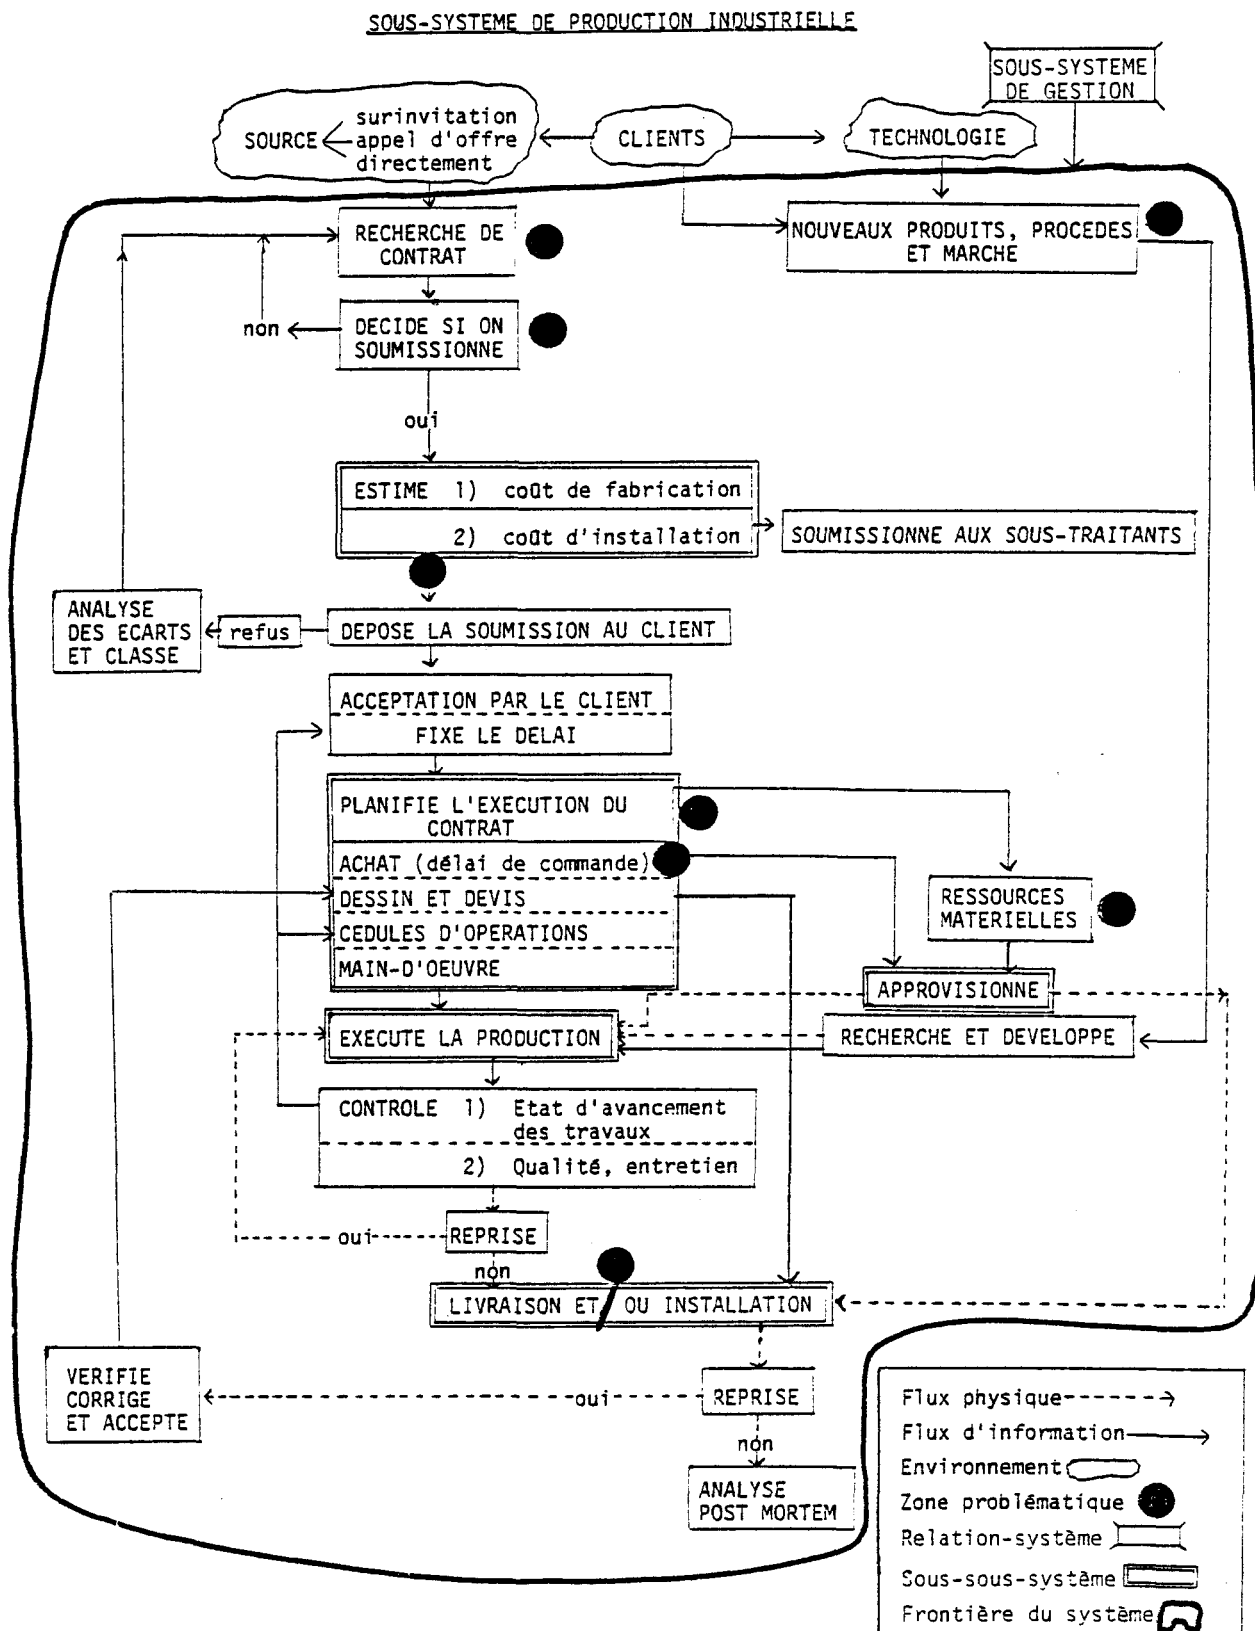 SOUS-SYSTEME DE PRODUCTION INDUSTRIELLE
SOUS-SYSTEME
DE GESTION
SOURCE
surinvitation
appel d'offre
directement
CLIENTS
TECHNOLOGIE
RECHERCHE DE
CONTRAT
NOUVEAUX PRODUITS, PROCEDES
ET MARCHE
non
DECIDE SI ON
SOUMISSIONNE
oui
ESTIME 1) coût de fabrication
2) coût d'installation
SOUMISSIONNE AUX SOUS-TRAITANTS
ANALYSE
DES ECARTS
ET CLASSE
refus
DEPOSE LA SOUMISSION AU CLIENT
ACCEPTATION PAR LE CLIENT
FIXE LE DELAI
PLANIFIE L'EXECUTION DU
CONTRAT
ACHAT (délai de commande)
DESSIN ET DEVIS
CEDULES D'OPERATIONS
MAIN-D'OEUVRE
RESSOURCES
MATERIELLES
APPROVISIONNE
EXECUTE LA PRODUCTION
RECHERCHE ET DEVELOPPE
CONTROLE 1) Etat d'avancement
des travaux
2) Qualité, entretien
oui
REPRISE
non
LIVRAISON ET/OU INSTALLATION
VERIFIE
CORRIGE
ET ACCEPTE
oui
REPRISE
non
ANALYSE
POST MORTEM
Flux physique
Flux d'information
Environnement
Zone problématique
Relation-système
Sous-sous-système
Frontière du système